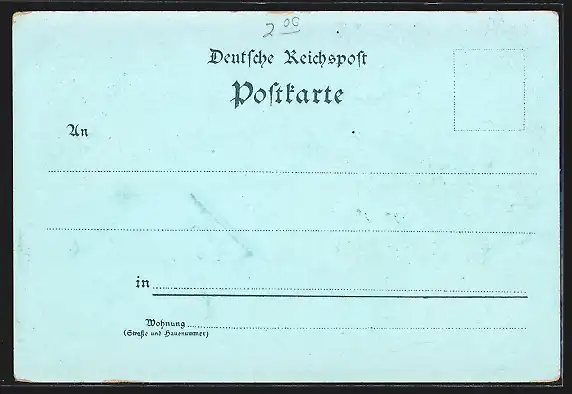 2 00
Deutsche Reichspost
Postkarte
An
in
Wohnung
(Straße und Hausnummer)